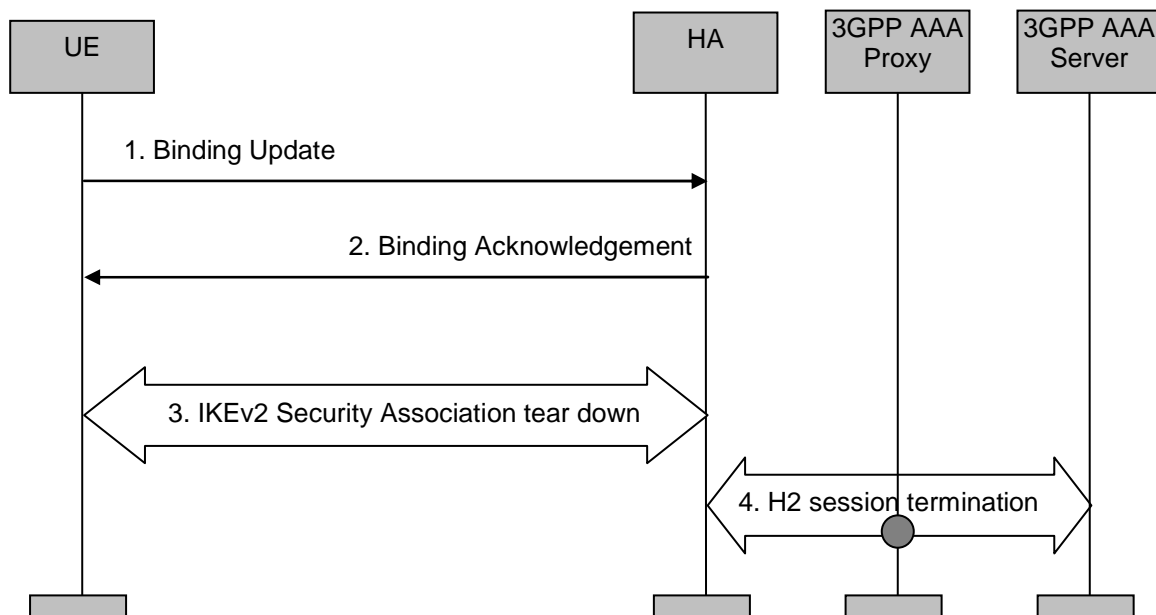 UE
HA
3GPP AAA
Proxy
3GPP AAA
Server
1. Binding Update
2. Binding Acknowledgement
3. IKEv2 Security Association tear down
4. H2 session termination